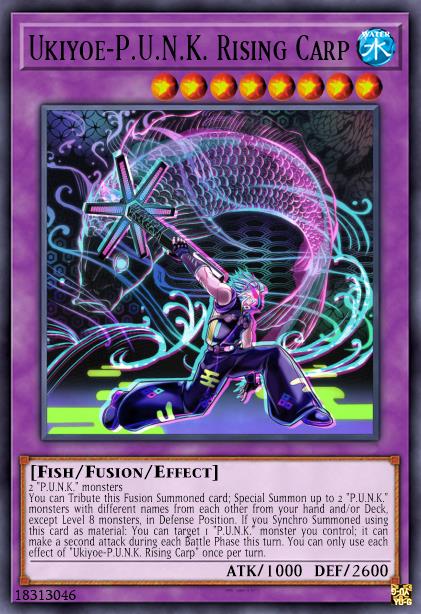 UKIYOE-P.U.N.K. RISING CARP
WATER
水
[FISH/FUSION/EFFECT]
2 "P.U.N.K." monsters
You can Tribute this Fusion Summoned card; Special Summon up to 2 "P.U.N.K."
monsters with different names from each other from your hand and/or Deck,
except Level 8 monsters, in Defense Position. If you Synchro Summoned using
this card as material: You can target 1 "P.U.N.K." monster you control; it can
make a second attack during each Battle Phase this turn. You can only use each
effect of "Ukiyoe-P.U.N.K. Rising Carp" once per turn.
ATK/1000 DEF/2600
18313046